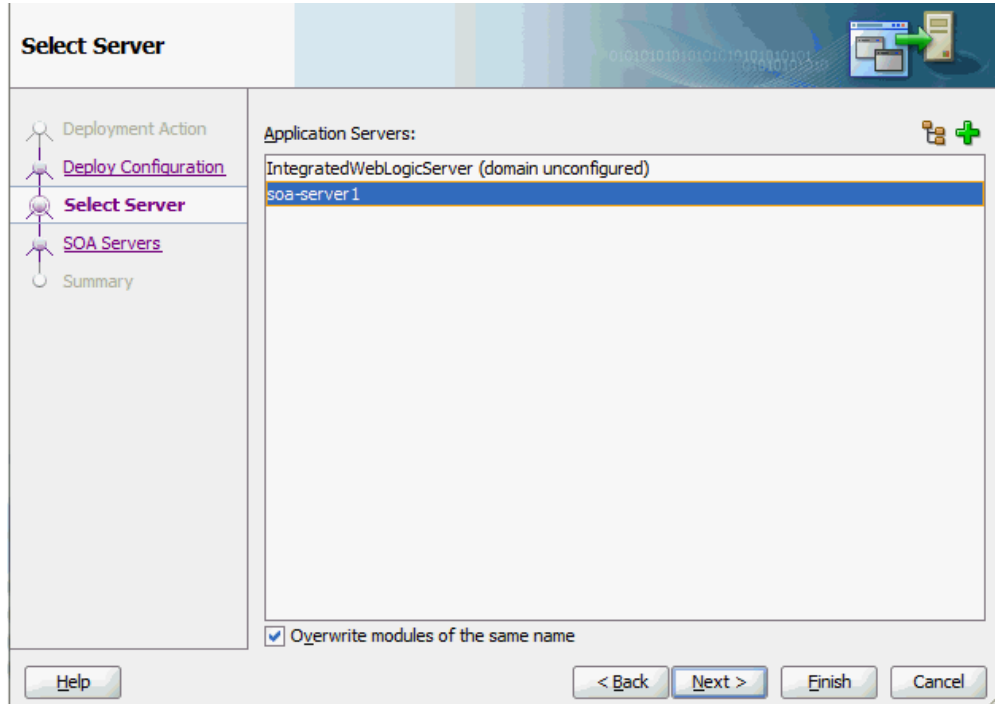 Select Server
Deployment Action
Deploy Configuration
Select Server
SOA Servers
Summary
Application Servers:
IntegratedWebLogicServer (domain unconfigured)
soa-server1
Overwrite modules of the same name
Help
< Back
Next >
Finish
Cancel